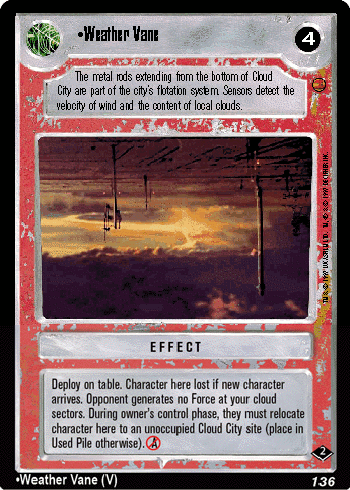 •Weather Vane
4
The metal rods extending from the bottom of Cloud
City are part of the city's flotation system. Sensors detect the
velocity of wind and the content of local clouds.
EFFECT
Deploy on table. Character here lost if new character
arrives. Opponent generates no Force at your cloud
sectors. During owner's control phase, they must relocate
character here to an unoccupied Cloud City site (place in
Used Pile otherwise). A
2
•Weather Vane (V)
136